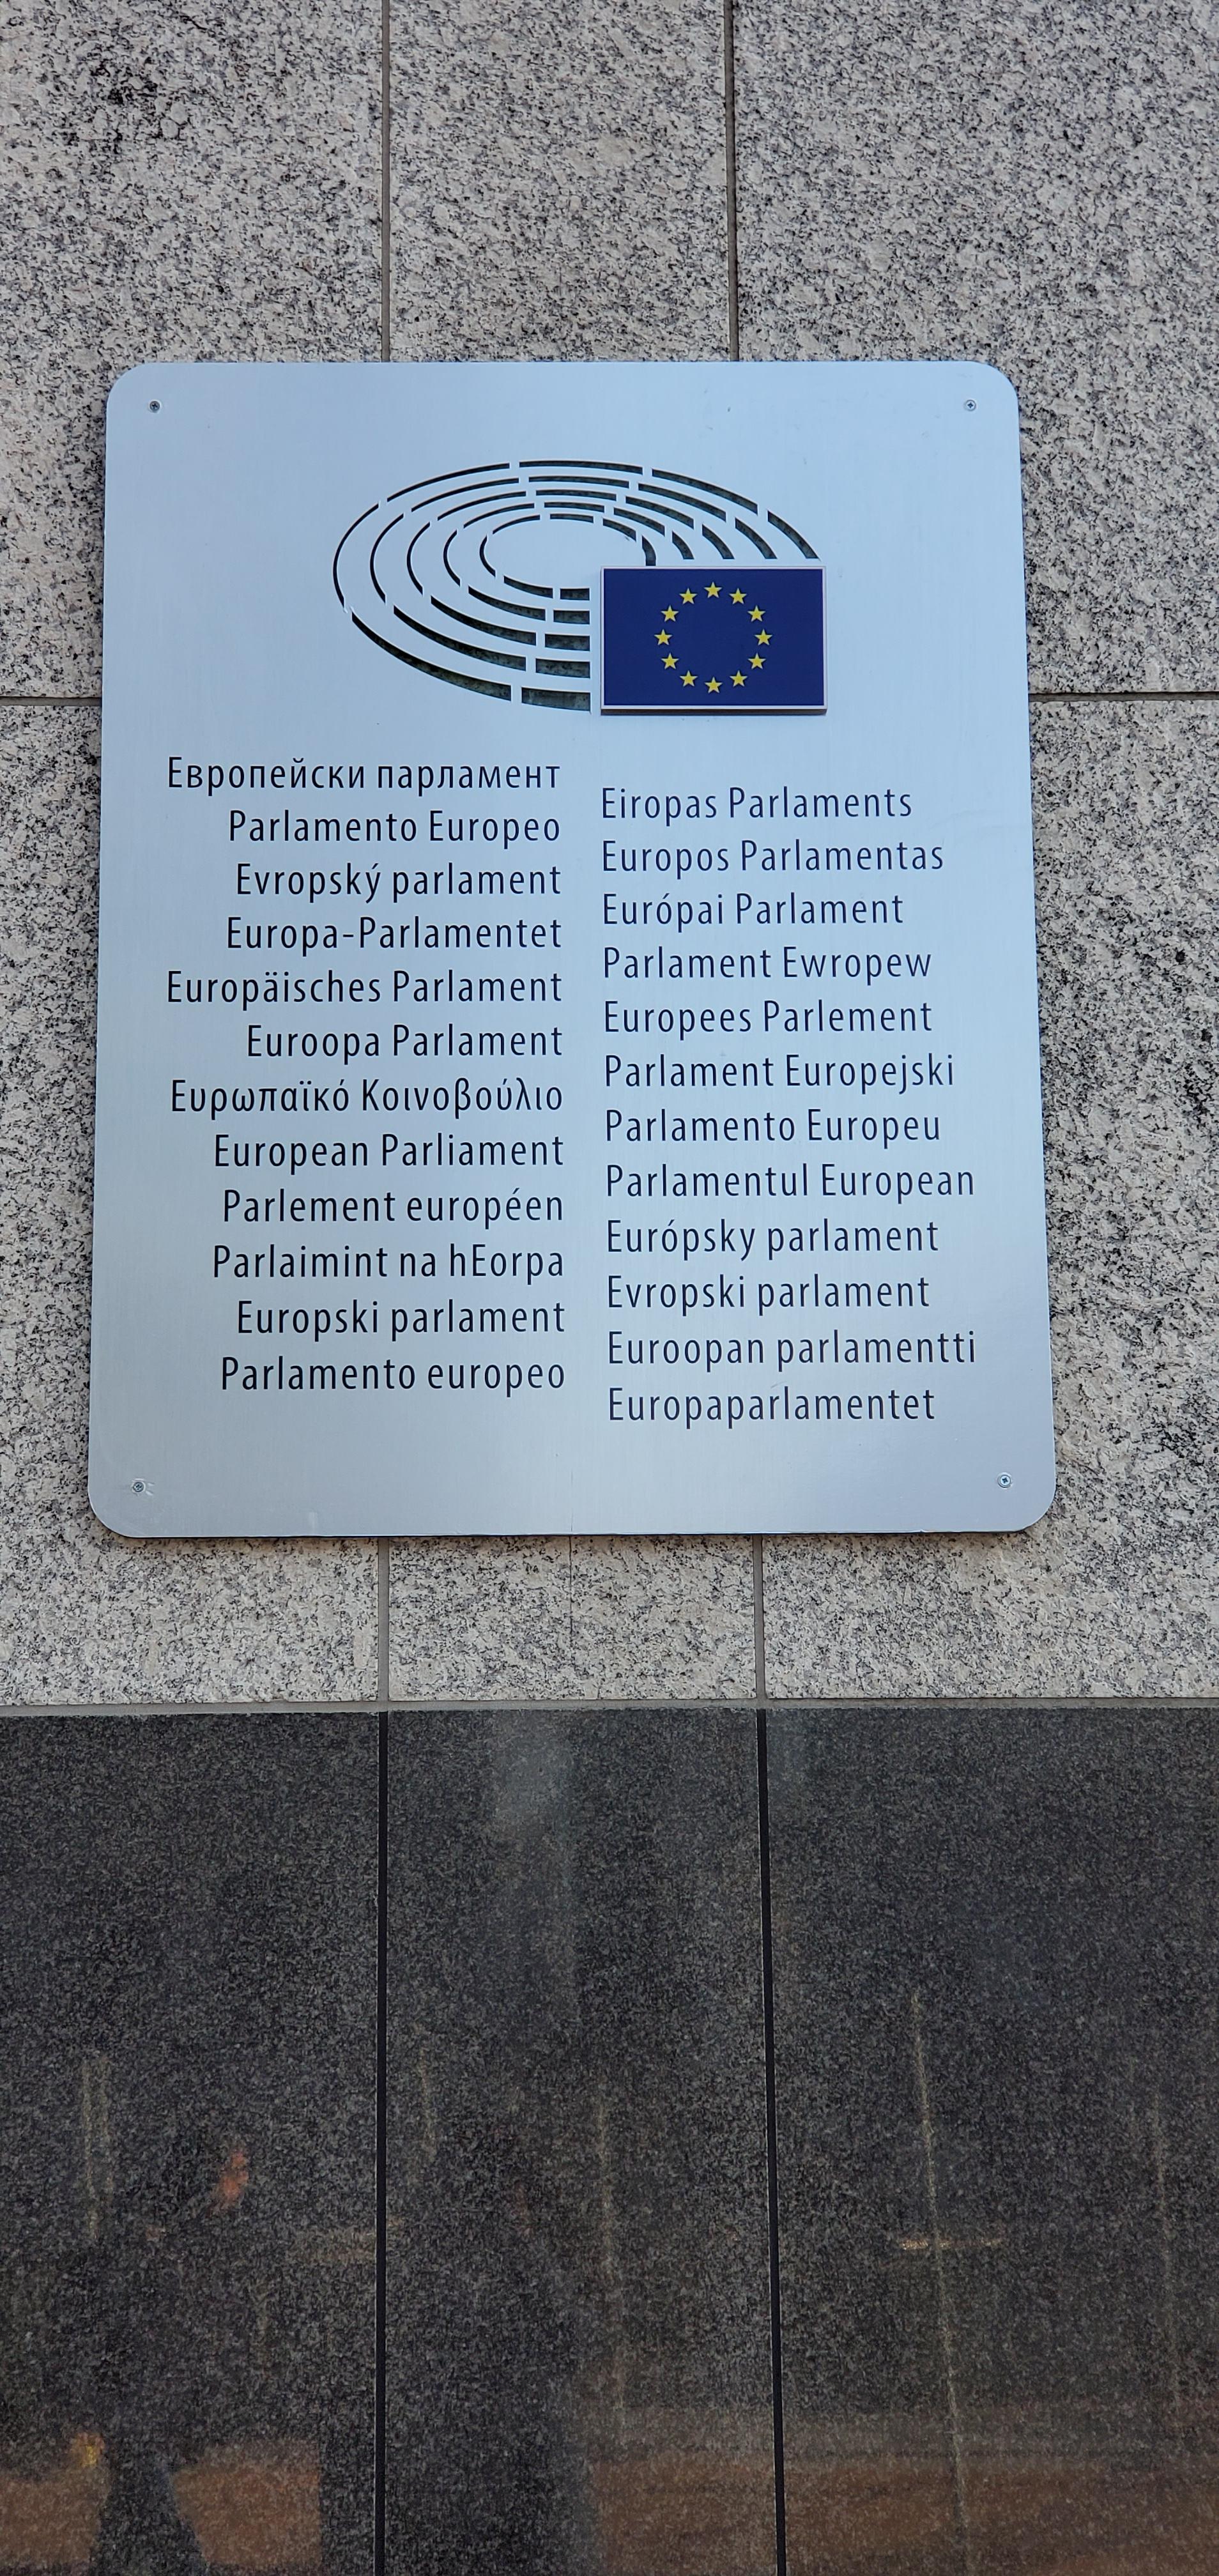 Европейски парламент
Parlamento Europeo
Evropský parlament
Europa-Parlamentet
Europäisches Parlament
Euroopa Parlament
Ευρωπαϊκό Κοινοβούλιο
European Parliament
Parlement européen
Parlaimint na hEorpa
Europski parlament
Parlamento europeo
Eiropas Parlaments
Europos Parlamentas
Európai Parlament
Parlament Ewropew
Europees Parlement
Parlament Europejski
Parlamento Europeu
Parlamentul European
Európsky parlament
Evropski parlament
Euroopan parlamentti
Europaparlamentet